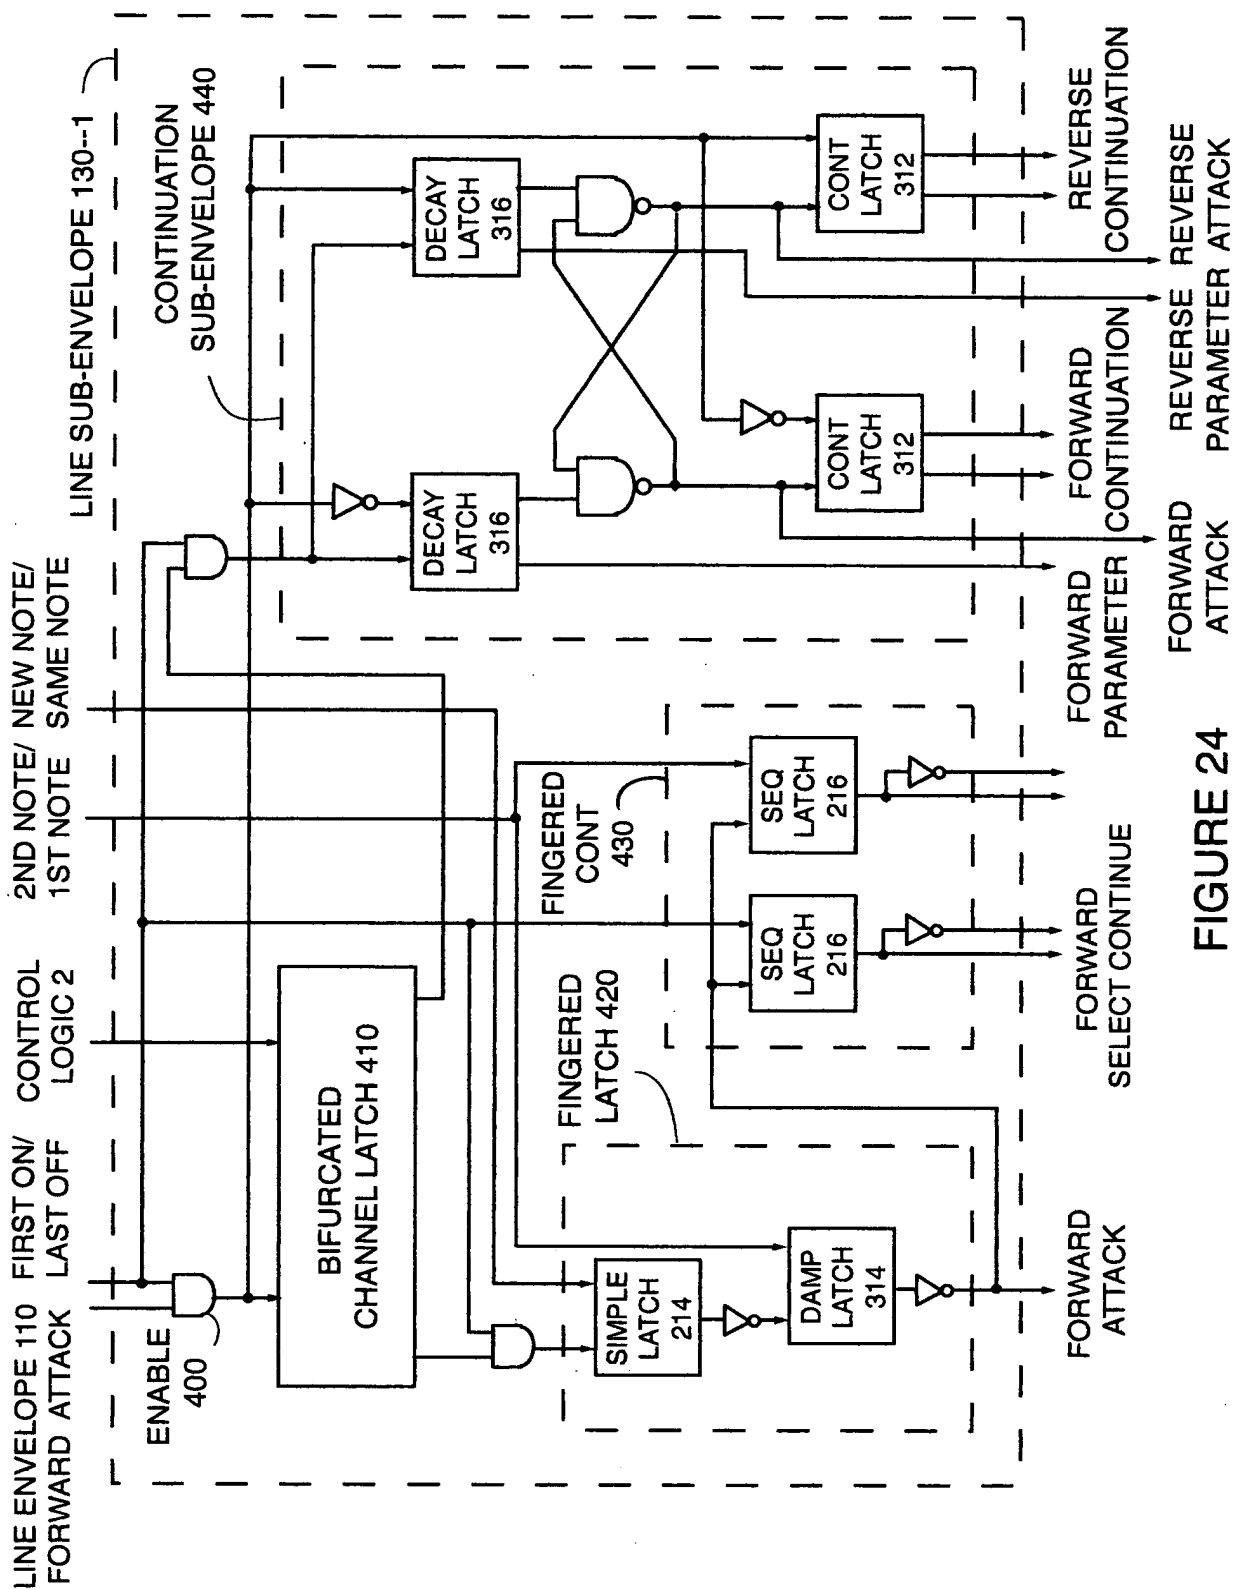 LINE ENVELOPE 110
FORWARD ATTACK
FIRST ON/
LAST OFF
CONTROL
LOGIC 2
2ND NOTE/
1ST NOTE
NEW NOTE/
SAME NOTE
LINE SUB-ENVELOPE 130--1
ENABLE
400
BIFURCATED
CHANNEL LATCH 410
CONTINUATION
SUB-ENVELOPE 440
DECAY
LATCH
316
DECAY
LATCH
316
FINGERED
LATCH 420
FINGERED
CONT
430
SIMPLE
LATCH
214
DAMP
LATCH
314
SEQ
LATCH
216
SEQ
LATCH
216
CONT
LATCH
312
CONT
LATCH
312
FORWARD
ATTACK
FORWARD
SELECT CONTINUE
FORWARD
PARAMETER
FORWARD
CONTINUATION
REVERSE
CONTINUATION
FORWARD
ATTACK
REVERSE
PARAMETER
REVERSE
ATTACK
FIGURE 24